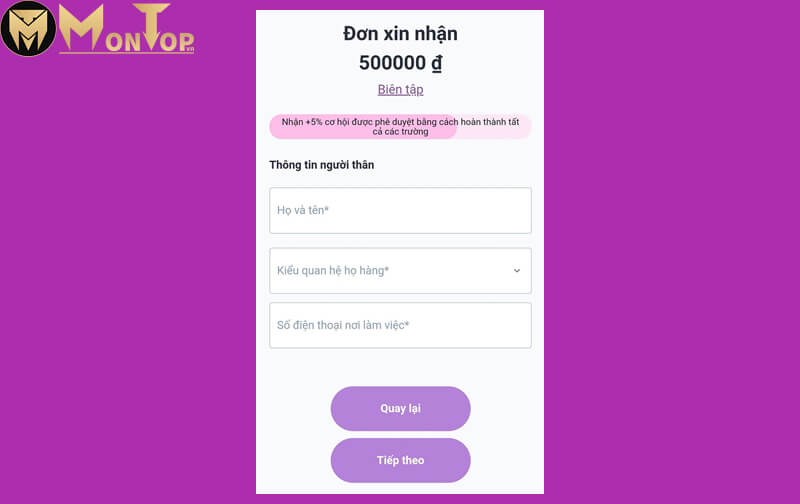 MONTOP.vn
Đơn xin nhận
500000 ₫
Biên tập
Nhận +5% cơ hội được phê duyệt bằng cách hoàn thành tất
cả các trường
Thông tin người thân
Họ và tên*
Kiểu quan hệ họ hàng*
Số điện thoại nơi làm việc*
Quay lại
Tiếp theo